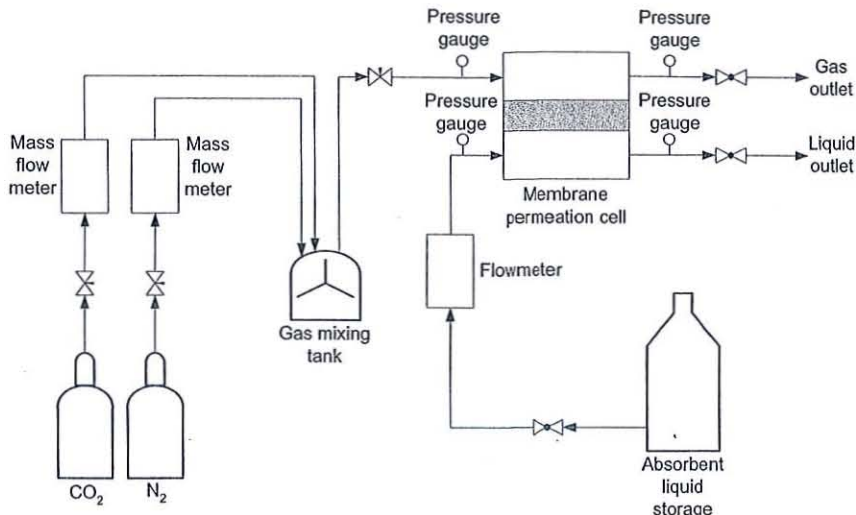 Pressure
gauge
Pressure
gauge
Gas
outlet
Pressure
gauge
Pressure
gauge
Liquid
outlet
Mass
flow
meter
Mass
flow
meter
Membrane
permeation cell
Flowmeter
Gas mixing
tank
CO2
N2
Absorbent
liquid
storage